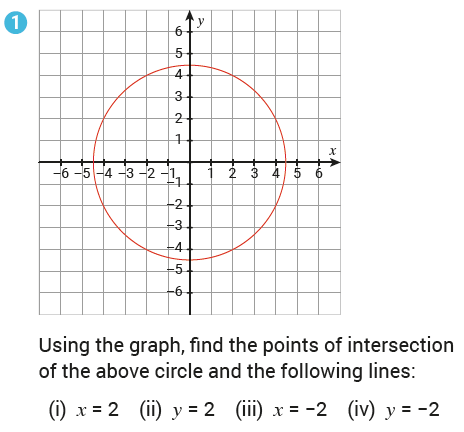 1
y
6
5
4
3
2
1
x
-6 -5 -4 -3 -2 -1 1 2 3 4 5 6
-1
-2
-3
-4
-5
-6
Using the graph, find the points of intersection
of the above circle and the following lines:
(i) x = 2 (ii) y = 2 (iii) x = -2 (iv) y = -2